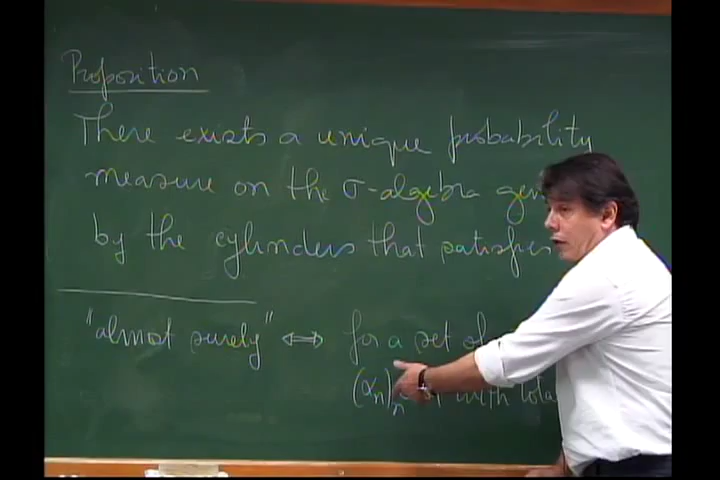 Proposition
There exists a unique probability
measure on the σ-algebra gen
by the cylinders that satisfies
"almost surely" ⟺ for a set of
(αₙ)ₙ with tota